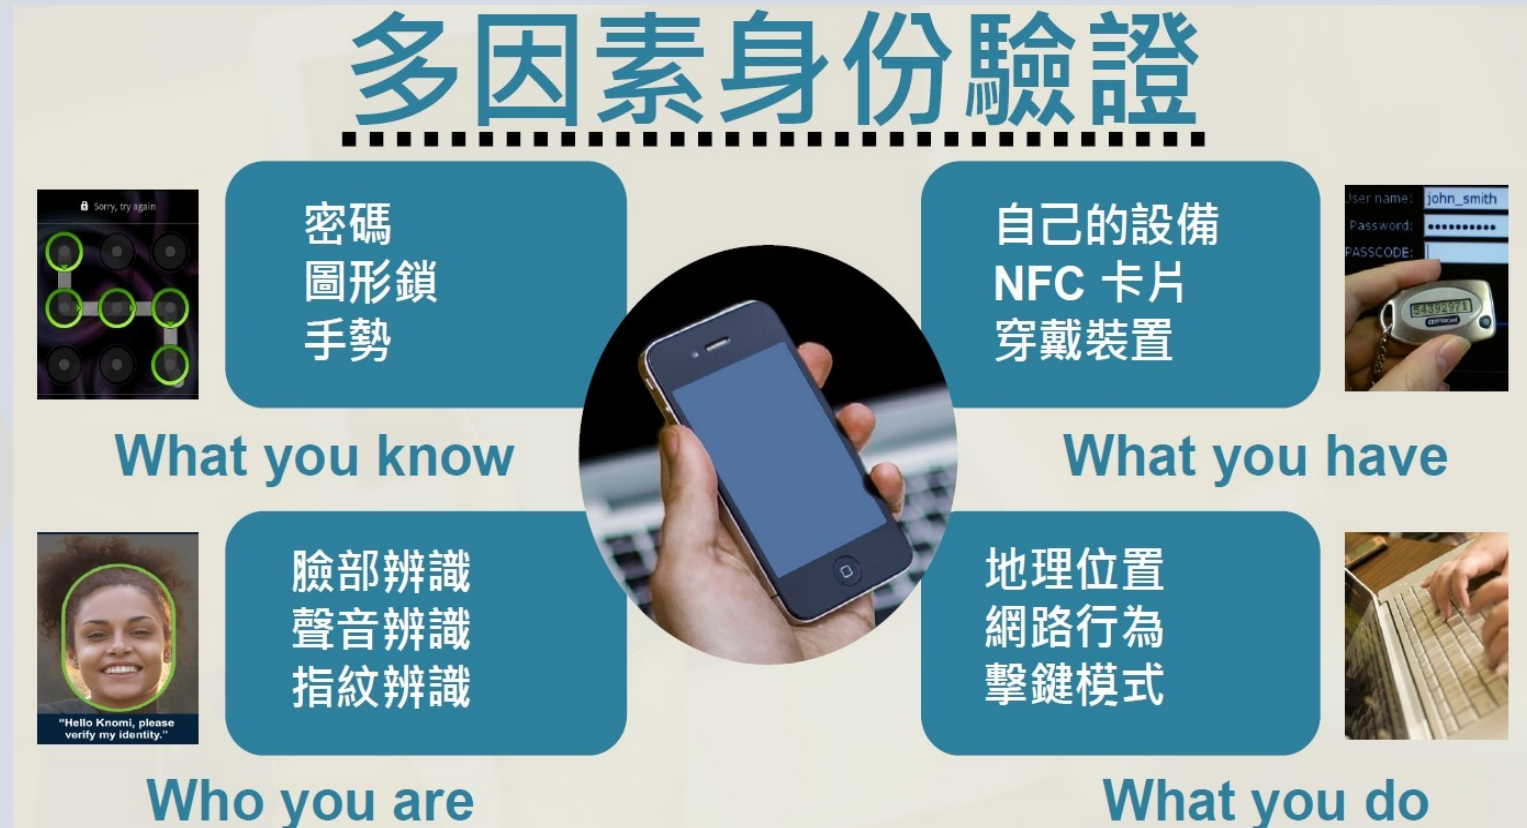 多因素身份驗證
Sorry, try again
密碼
圖形鎖
手勢
What you know
自己的設備
NFC 卡片
穿戴裝置
User name: john_smith
Password: ••••••••••
PASSCODE:
54392971
CRYPTOCard
What you have
臉部辨識
聲音辨識
指紋辨識
"Hello Knomi, please
verify my identity."
Who you are
地理位置
網路行為
擊鍵模式
What you do